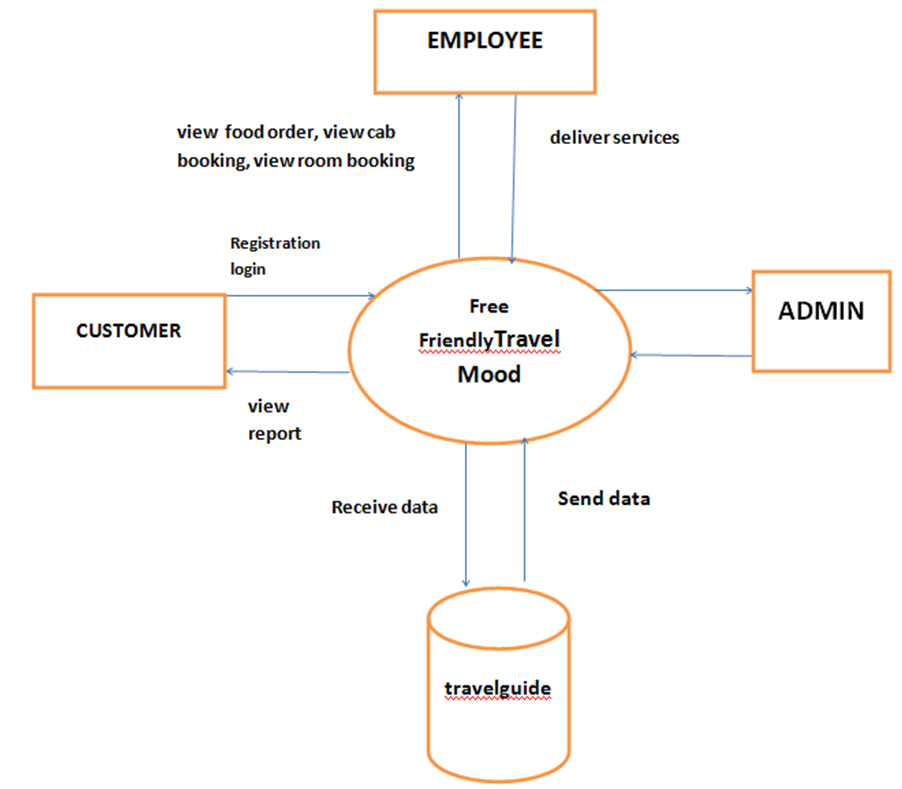 EMPLOYEE
view food order, view cab
booking, view room booking
deliver services
Registration
login
CUSTOMER
Free
FriendlyTravel
Mood
ADMIN
view
report
Receive data
Send data
travelguide